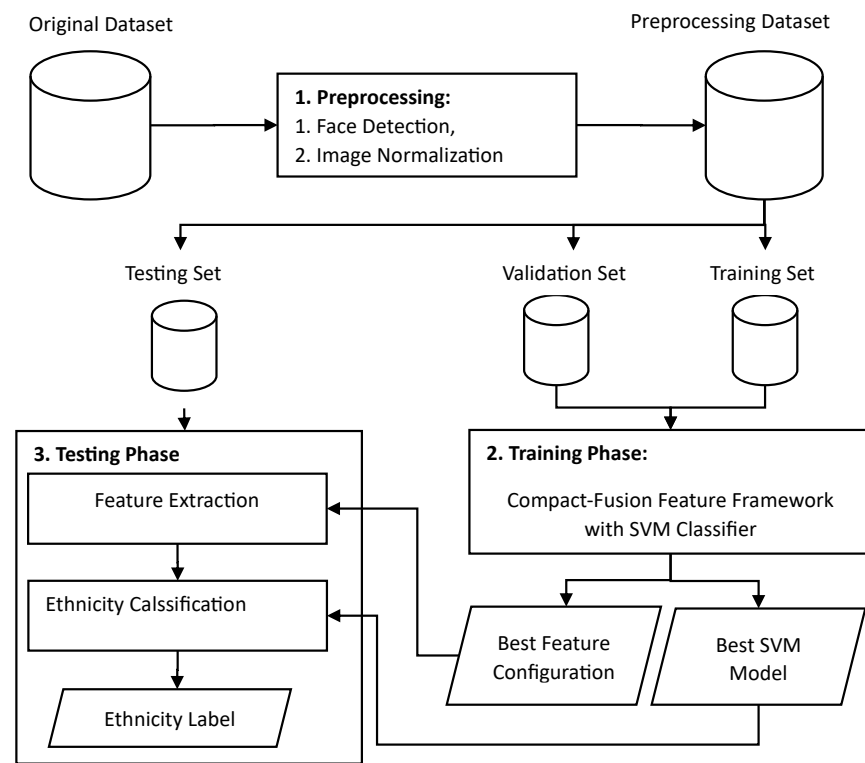 Original Dataset
Preprocessing Dataset
1. Preprocessing:
1. Face Detection,
2. Image Normalization
Testing Set
Validation Set
Training Set
3. Testing Phase
Feature Extraction
Ethnicity Calssification
Ethnicity Label
2. Training Phase:
Compact-Fusion Feature Framework
with SVM Classifier
Best Feature
Configuration
Best SVM
Model